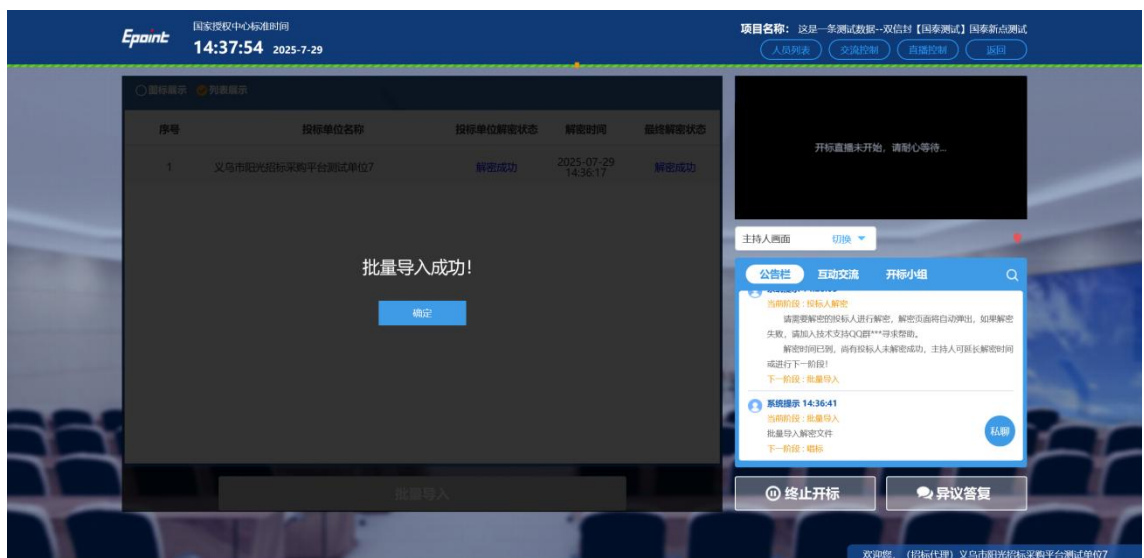 Epoint
国家授权中心标准时间
14:37:54 2025-7-29
项目名称： 这是一条测试数据--双信封【国泰测试】国泰新点测试
人员列表 交流控制 直播控制 返回
图标展示 列表展示
序号 投标单位名称 投标单位解密状态 解密时间 最终解密状态
1 义乌市阳光招标采购平台测试单位7 解密成功 2025-07-29 14:36:17 解密成功
批量导入成功！
确定
批量导入
开标直播未开始，请耐心等待...
主持人画面 切换
公告栏 互动交流 开标小组
当前阶段：投标人解密
请需要解密的投标人进行解密，解密页面将自动弹出，如果解密
失败，请加入技术支持QQ群***寻求帮助。
解密时间已到，尚有投标人未解密成功，主持人可延长解密时间
或进行下一阶段！
下一阶段：批量导入
系统提示 14:36:41
当前阶段：批量导入
批量导入解密文件
下一阶段：唱标
私聊
终止开标 异议答复
欢迎您，（招标代理）义乌市阳光招标采购平台测试单位7